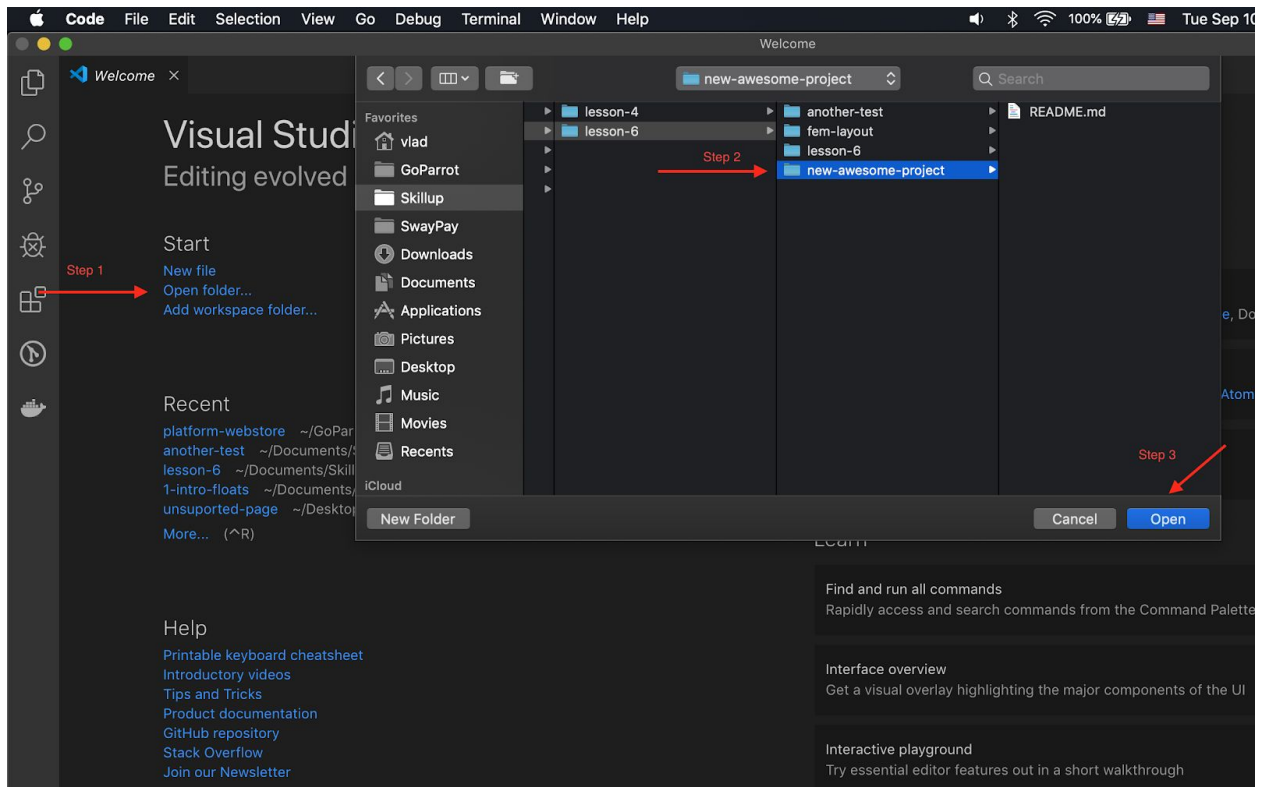 Code File Edit Selection View Go Debug Terminal Window Help 100% Tue Sep 10
Welcome
Welcome
new-awesome-project
Search
Visual Studi
Editing evolved
Start
Step 1
New file
Open folder...
Add workspace folder...
Recent
platform-webstore ~/GoPar
another-test ~/Documents/
lesson-6 ~/Documents/Skill
1-intro-floats ~/Documents/
unsuported-page ~/Desktop
More... (^R)
Help
Printable keyboard cheatsheet
Introductory videos
Tips and Tricks
Product documentation
GitHub repository
Stack Overflow
Join our Newsletter
Favorites
vlad
GoParrot
Skillup
SwayPay
Downloads
Documents
Applications
Pictures
Desktop
Music
Movies
Recents
iCloud
lesson-4
lesson-6
Step 2
another-test
fem-layout
lesson-6
new-awesome-project
README.md
Step 3
New Folder
Cancel
Open
e, Do
Atom
Learn
Find and run all commands
Rapidly access and search commands from the Command Palette
Interface overview
Get a visual overlay highlighting the major components of the UI
Interactive playground
Try essential editor features out in a short walkthrough